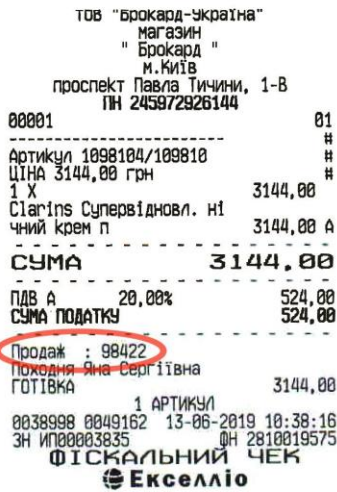 ТОВ "Брокард-Україна"
магазин
" Брокард "
м.Київ
проспект Павла Тичини, 1-В
ПН 245972926144
00001 01
------------------------ #
Артикул 1098104/109810 #
ЦІНА 3144,00 грн #
1 X 3144,00
Clarins Супервідновл. ні
чний крем п 3144,00 А
СУМА 3144.00
ПДВ А 20,00% 524,00
СУМА ПОДАТКУ 524,00
Продаж : 98422
Походня Яна Сергіївна
ГОТІВКА 3144,00
1 АРТИКУЛ
0038998 0049162 13-06-2019 10:38:16
ЗН ИП00003835 ФН 2810019575
ФІСКАЛЬНИЙ ЧЕК
Екселліо